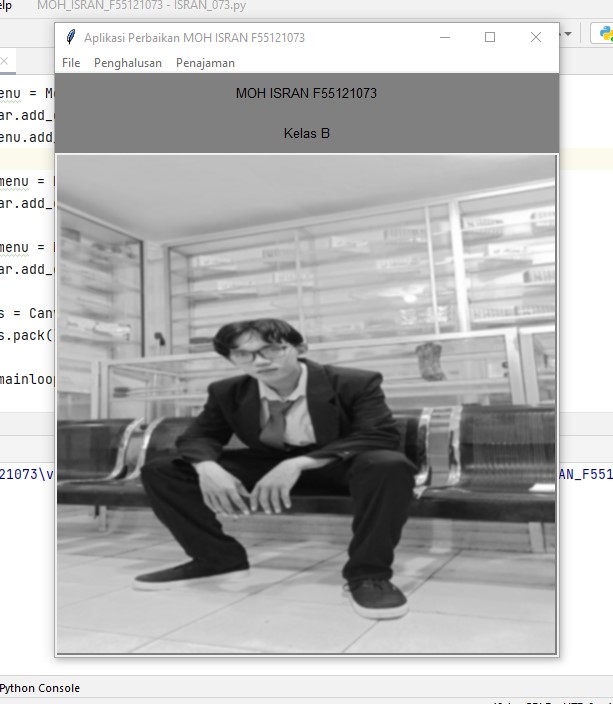 elp MOH_ISRAN_F55121073 - ISRAN_073.py
Aplikasi Perbaikan MOH ISRAN F55121073
File Penghalusan Penajaman
MOH ISRAN F55121073
Kelas B
enu = M
ar.add_
enu.add
menu =
ar.add_
menu =
ar.add_
s = Can
s.pack(
mainloo
21073\v
AN_F551
Python Console